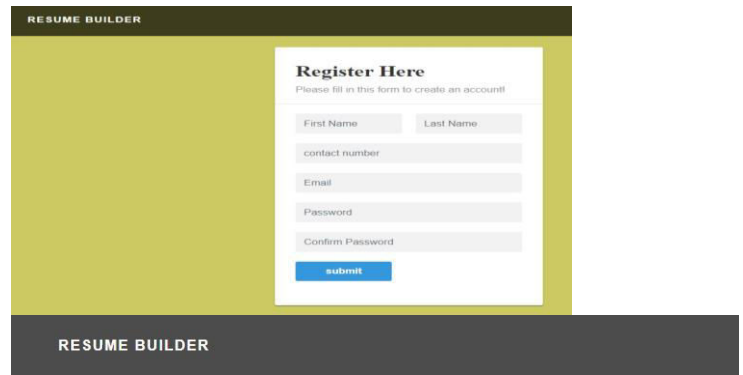 RESUME BUILDER
Register Here
Please fill in this form to create an account!
First Name Last Name
contact number
Email
Password
Confirm Password
submit
RESUME BUILDER